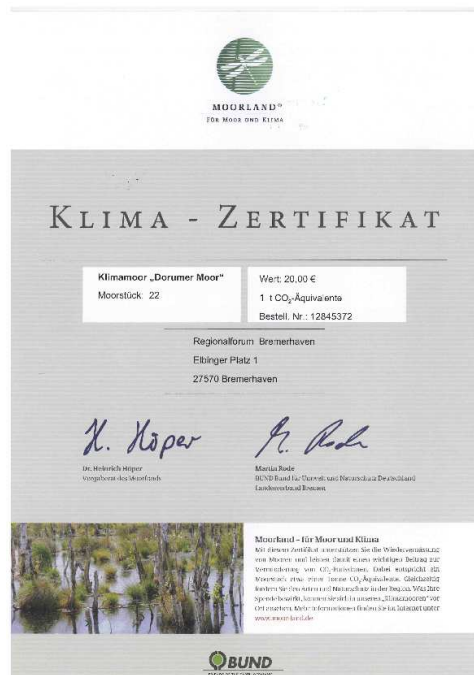 MOORLAND®
FÜR MOOR UND KLIMA
KLIMA - ZERTIFIKAT
Klimamoor „Dorumer Moor“
Moorstück: 22
Wert: 20,00 €
1 t CO₂-Äquivalente
Bestell. Nr.: 12845372
Regionalforum Bremerhaven
Elbinger Platz 1
27570 Bremerhaven
H. Höper
M. Rode
Dr. Heinrich Höper
Vergabebeirat des Moorfonds
Martin Rode
BUND Bund für Umwelt und Naturschutz Deutschland
Landesverband Bremen
Moorland – für Moor und Klima
Mit diesem Zertifikat unterstützen Sie die Wiedervernässung
von Mooren und leisten damit einen wichtigen Beitrag zur
Verminderung von CO₂-Emissionen. Dabei entspricht ein
Moorstück etwa einer Tonne CO₂-Äquivalente. Gleichzeitig
fördern Sie den Arten und Naturschutz in der Region. Was Ihre
Spende bewirkt, können Sie sich in unseren „Klimamooren“ vor
Ort ansehen. Mehr Informationen finden Sie im Internet unter
www.moorland.de
BUND